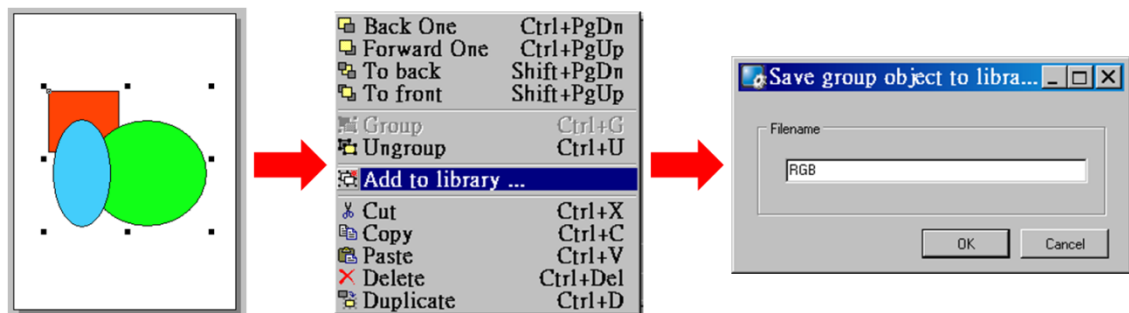 Back One Ctrl+PgDn
Forward One Ctrl+PgUp
To back Shift+PgDn
To front Shift+PgUp
Group Ctrl+G
Ungroup Ctrl+U
Add to library ...
Cut Ctrl+X
Copy Ctrl+C
Paste Ctrl+V
Delete Ctrl+Del
Duplicate Ctrl+D
Save group object to libra...
Filename
RGB
OK Cancel